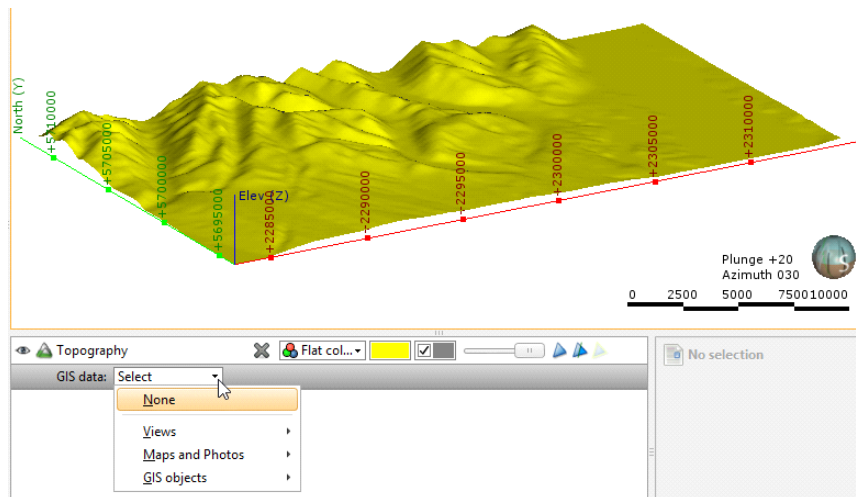 North (Y)
+5710000
+5705000
+5700000
+5695000
Elev (Z)
+2285000
+2290000
+2295000
+2300000
+2305000
+2310000
Plunge +20
Azimuth 030
0 2500 5000 7500 10000
Topography
Flat col...
No selection
GIS data: Select
None
Views
Maps and Photos
GIS objects